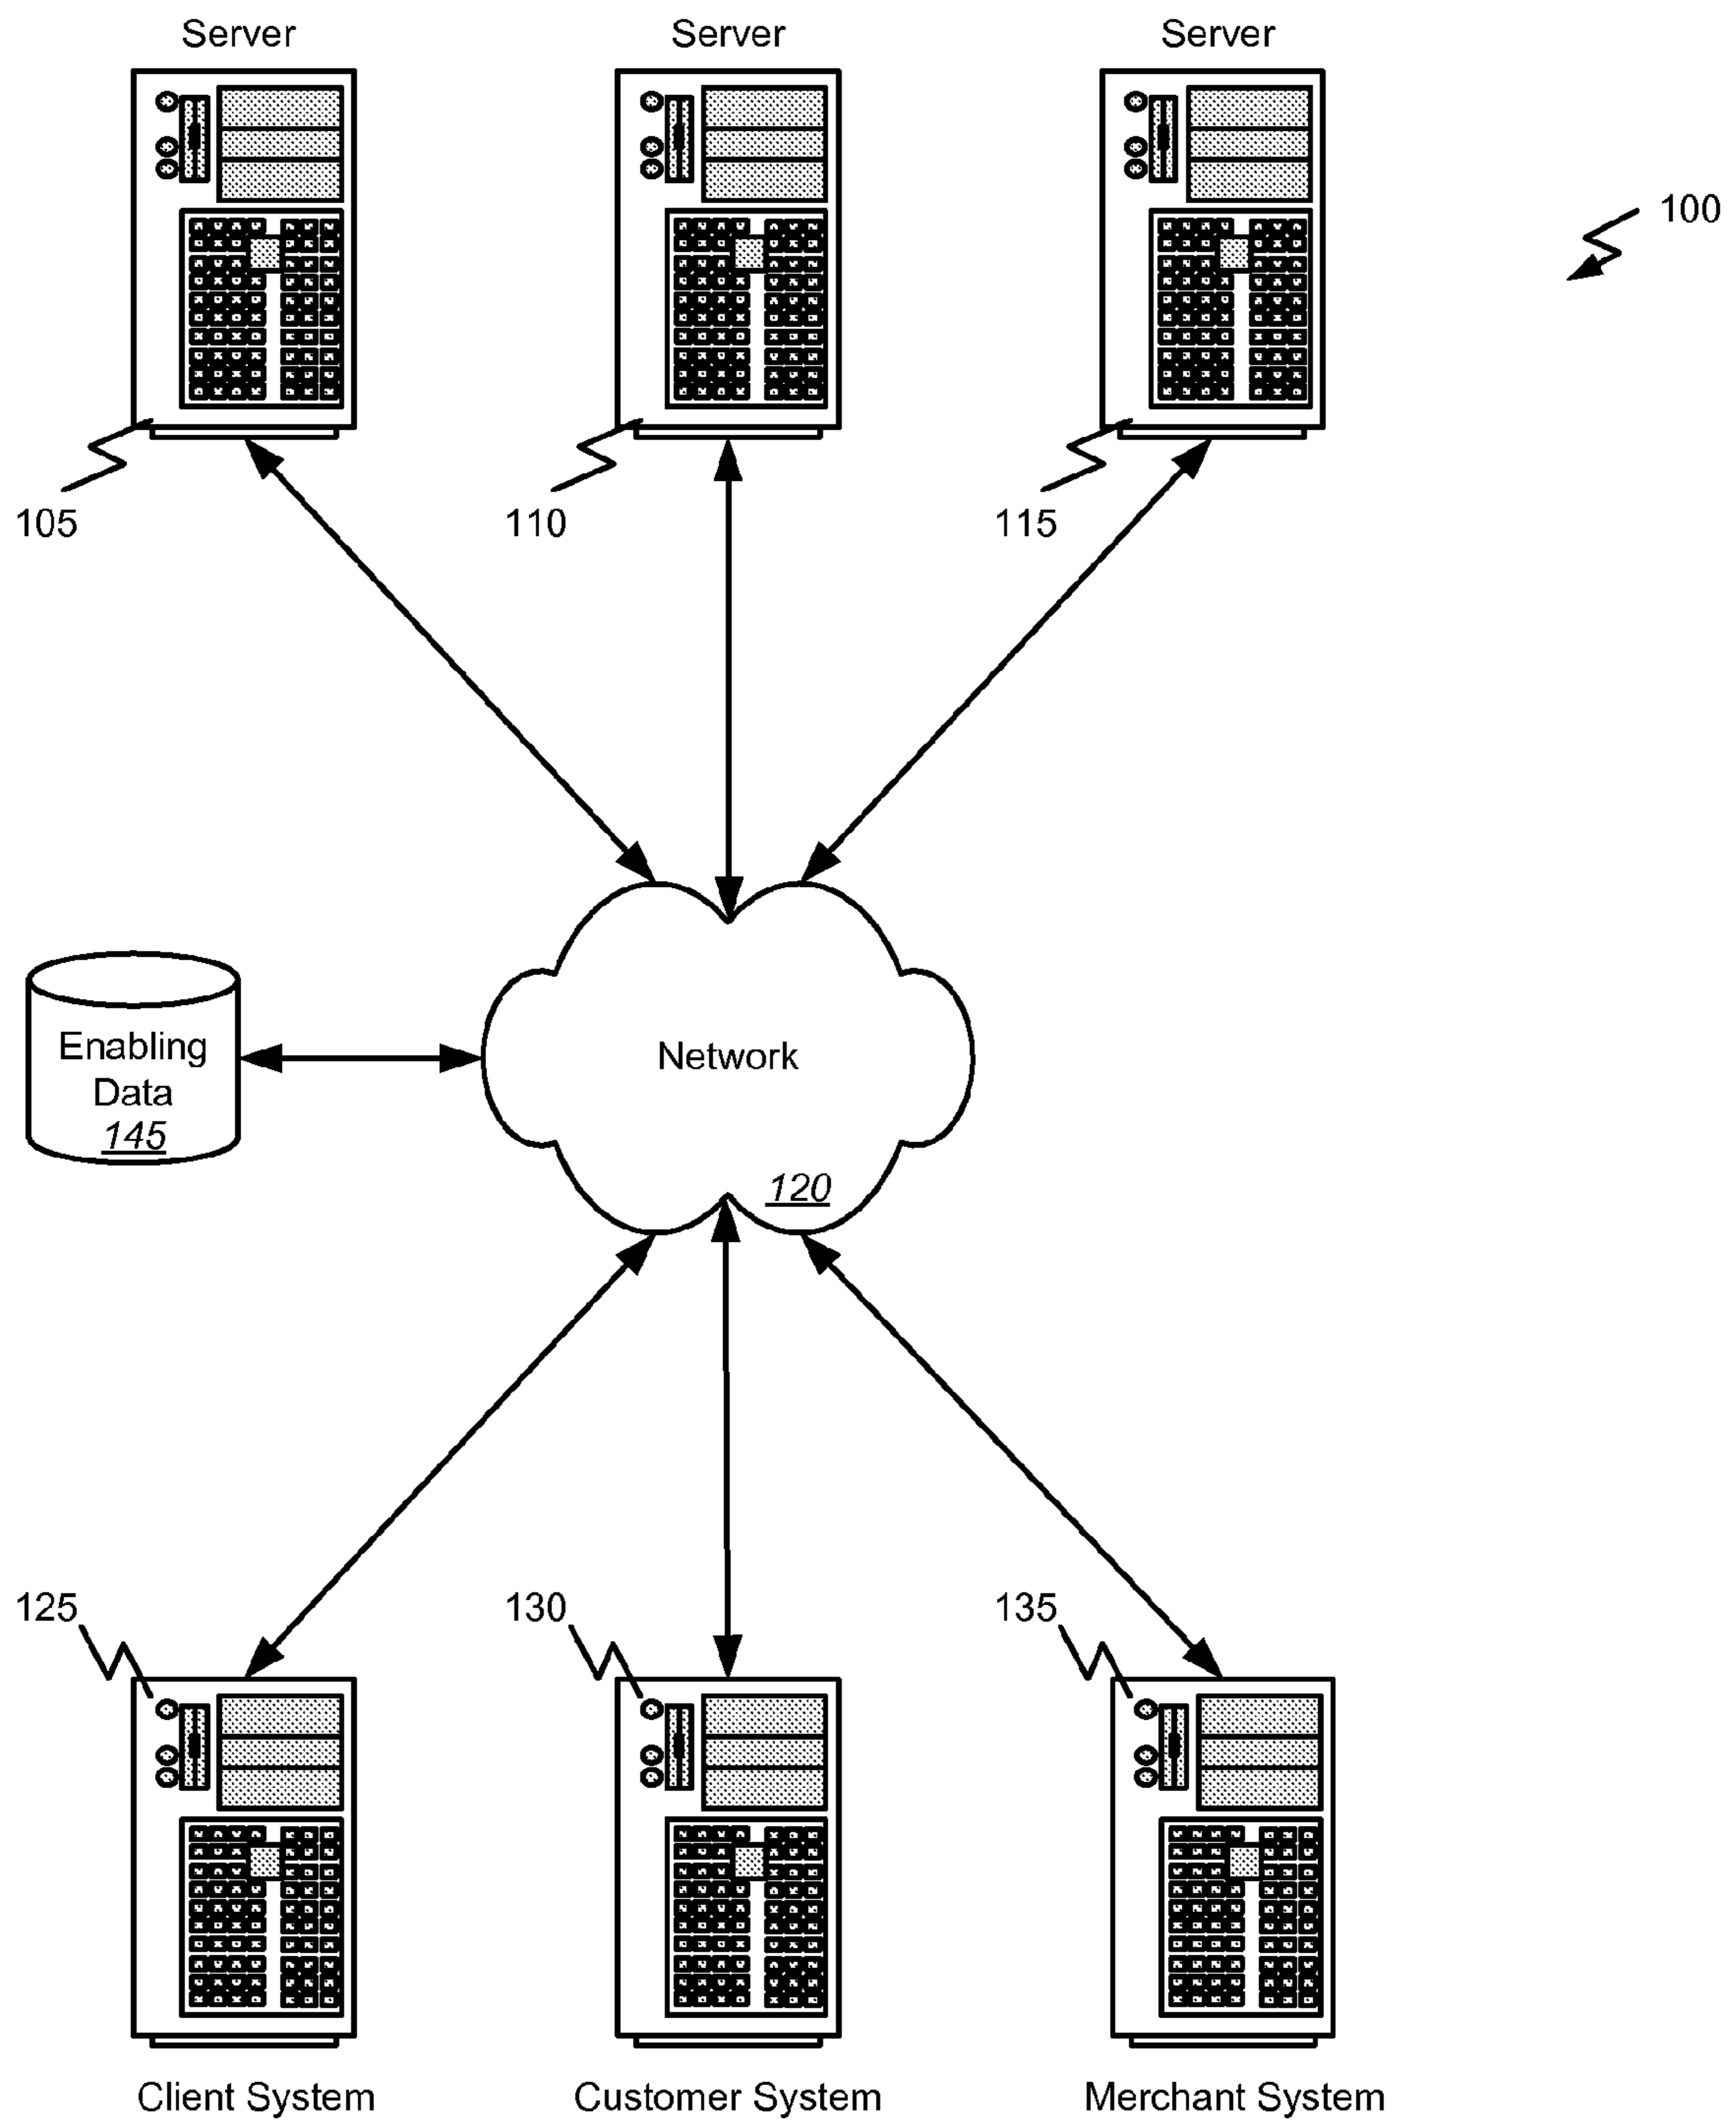 Server
Server
Server
100
105
110
115
Enabling
Data
145
Network
120
125
130
135
Client System
Customer System
Merchant System